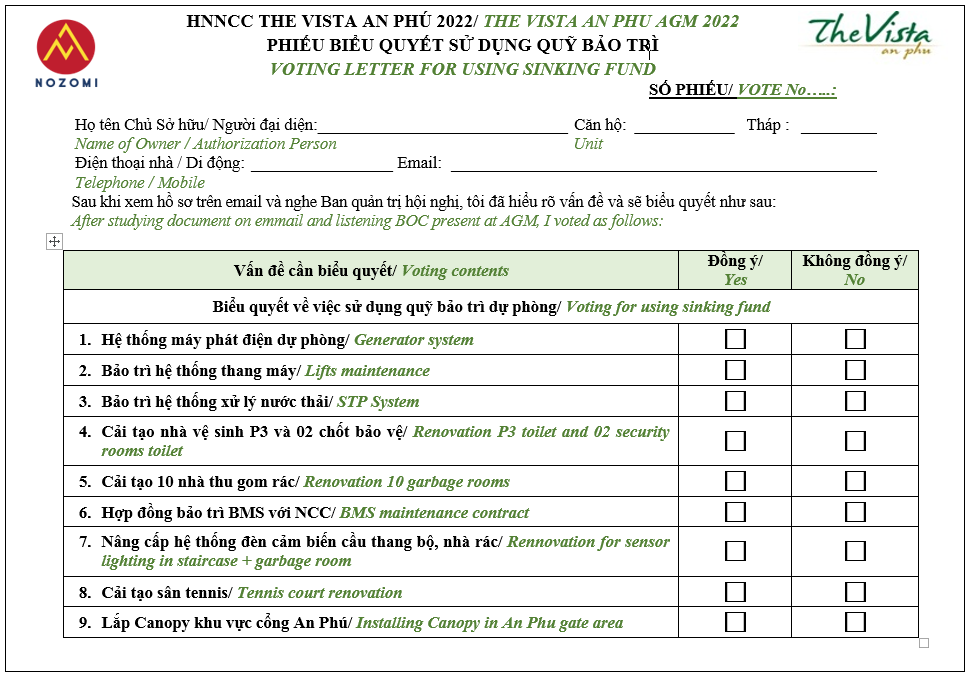 HNNCC THE VISTA AN PHÚ 2022/ THE VISTA AN PHU AGM 2022
PHIẾU BIỂU QUYẾT SỬ DỤNG QUỸ BẢO TRÌ
VOTING LETTER FOR USING SINKING FUND
NOZOMI
The Vista
an phu
SỐ PHIẾU/ VOTE No…..:
Họ tên Chủ Sở hữu/ Người đại diện: Căn hộ: Tháp :
Name of Owner / Authorization Person Unit
Điện thoại nhà / Di động: Email:
Telephone / Mobile
Sau khi xem hồ sơ trên email và nghe Ban quản trị hội nghị, tôi đã hiểu rõ vấn đề và sẽ biểu quyết như sau:
After studying document on emmail and listening BOC present at AGM, I voted as follows:
Vấn đề cần biểu quyết/ Voting contents
Đồng ý/
Yes
Không đồng ý/
No
Biểu quyết về việc sử dụng quỹ bảo trì dự phòng/ Voting for using sinking fund
1. Hệ thống máy phát điện dự phòng/ Generator system
2. Bảo trì hệ thống thang máy/ Lifts maintenance
3. Bảo trì hệ thống xử lý nước thải/ STP System
4. Cải tạo nhà vệ sinh P3 và 02 chốt bảo vệ/ Renovation P3 toilet and 02 security
rooms toilet
5. Cải tạo 10 nhà thu gom rác/ Renovation 10 garbage rooms
6. Hợp đồng bảo trì BMS với NCC/ BMS maintenance contract
7. Nâng cấp hệ thống đèn cảm biến cầu thang bộ, nhà rác/ Rennovation for sensor
lighting in staircase + garbage room
8. Cải tạo sân tennis/ Tennis court renovation
9. Lắp Canopy khu vực cổng An Phú/ Installing Canopy in An Phu gate area